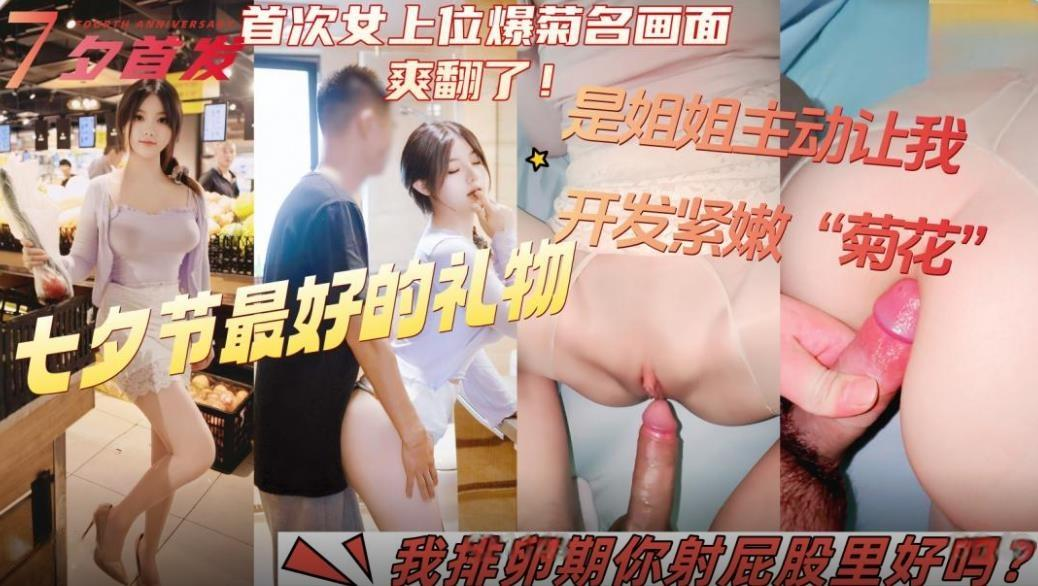 7夕首发
FOURTH ANNIVERSARY
首次女上位爆菊名画面
爽翻了！
是姐姐主动让我
开发紧嫩“菊花”
七夕节最好的礼物
我排卵期你射屁股里好吗？